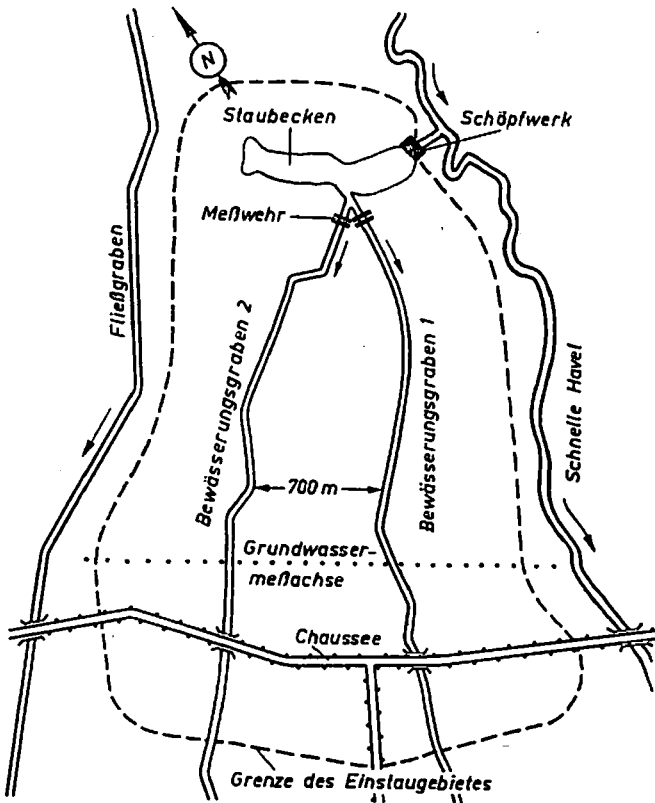 N
Staubecken
Schöpfwerk
Meßwehr
Fließgraben
Bewässerungsgraben 2
Bewässerungsgraben 1
Schnelle Havel
700 m
Grundwasser-
meßachse
Chaussee
Grenze des Einstaugebietes